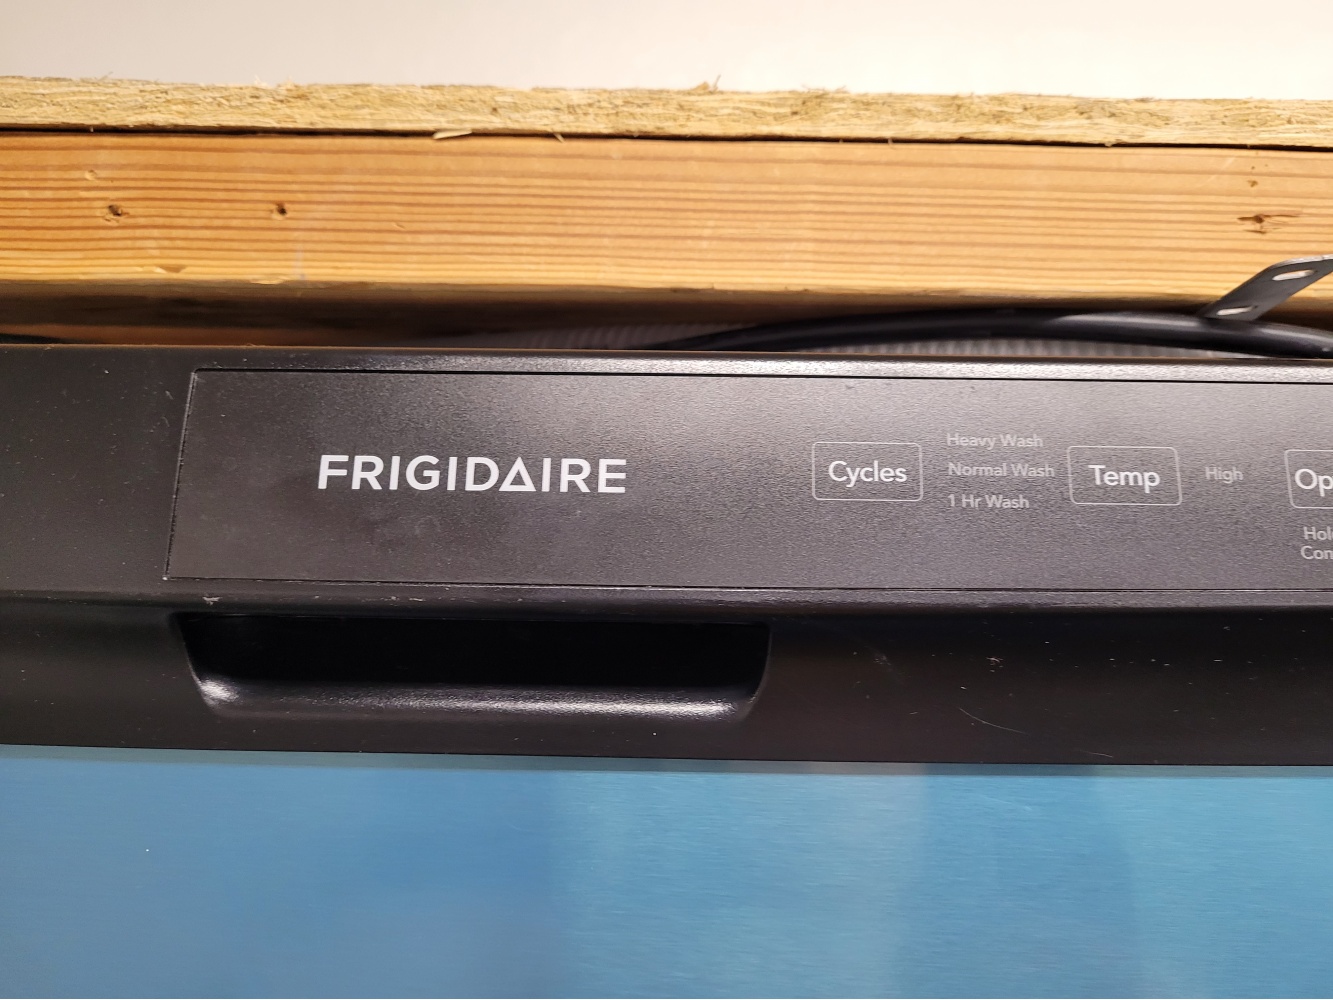 FRIGIDAIRE
Cycles
Heavy Wash
Normal Wash
1 Hr Wash
Temp
High